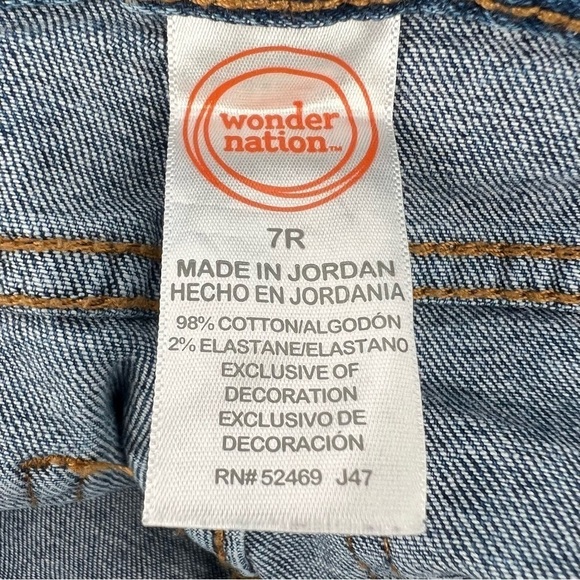 wonder
nation™
7R
MADE IN JORDAN
HECHO EN JORDANIA
98% COTTON/ALGODÓN
2% ELASTANE/ELASTANO
EXCLUSIVE OF
DECORATION
EXCLUSIVO DE
DECORACIÓN
RN# 52469 J47